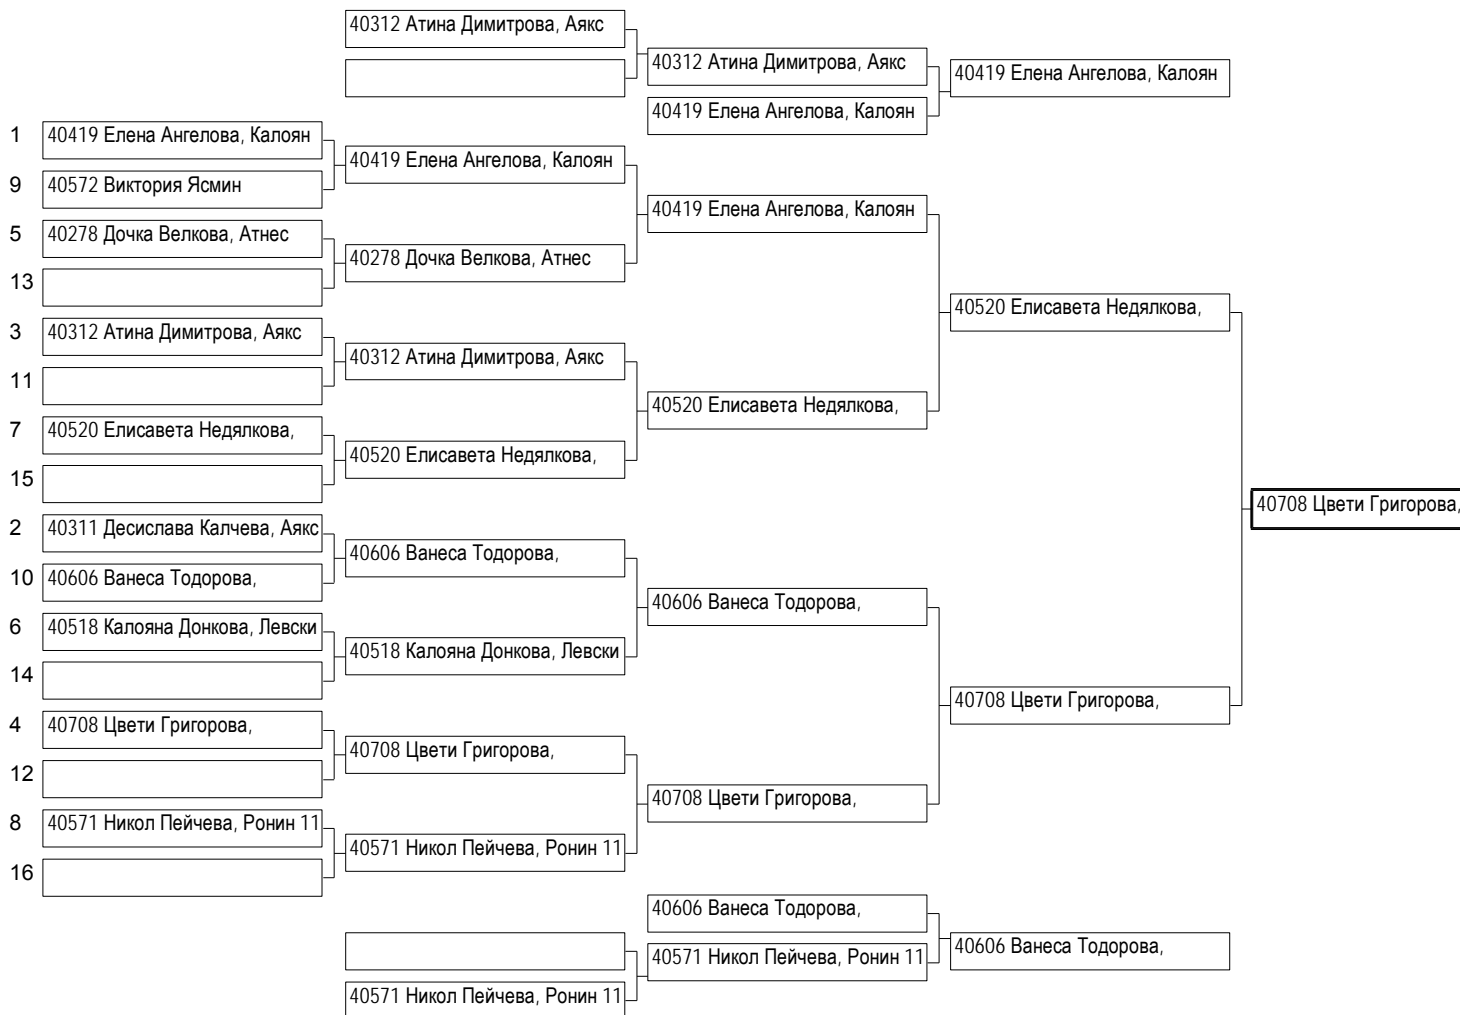 40312 Атина Димитрова, Аякс
40312 Атина Димитрова, Аякс
40419 Елена Ангелова, Калоян
40419 Елена Ангелова, Калоян
1 40419 Елена Ангелова, Калоян
40419 Елена Ангелова, Калоян
9 40572 Виктория Ясмин
40419 Елена Ангелова, Калоян
5 40278 Дочка Велкова, Атнес
40278 Дочка Велкова, Атнес
13
40520 Елисавета Недялкова,
3 40312 Атина Димитрова, Аякс
40312 Атина Димитрова, Аякс
11
40520 Елисавета Недялкова,
7 40520 Елисавета Недялкова,
40520 Елисавета Недялкова,
15
40708 Цвети Григорова,
2 40311 Десислава Калчева, Аякс
40606 Ванеса Тодорова,
10 40606 Ванеса Тодорова,
40606 Ванеса Тодорова,
6 40518 Калояна Донкова, Левски
40518 Калояна Донкова, Левски
14
40708 Цвети Григорова,
4 40708 Цвети Григорова,
40708 Цвети Григорова,
12
40708 Цвети Григорова,
8 40571 Никол Пейчева, Ронин 11
40571 Никол Пейчева, Ронин 11
16
40606 Ванеса Тодорова,
40571 Никол Пейчева, Ронин 11
40606 Ванеса Тодорова,
40571 Никол Пейчева, Ронин 11